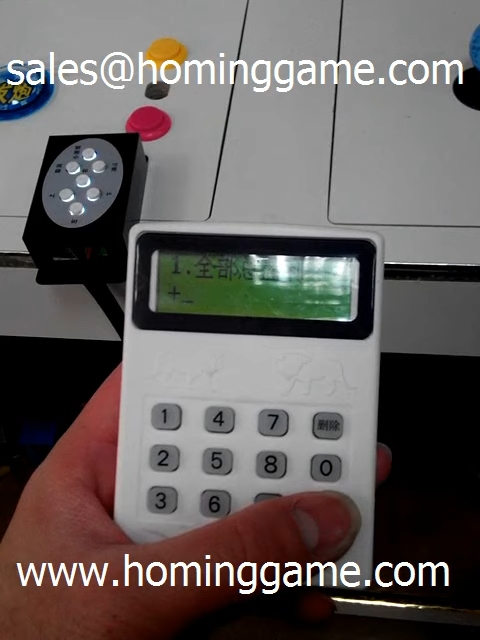 sales@hominggame.com
1.全部总
+_
1 4 7 删除
2 5 8 0
3 6
www.hominggame.com